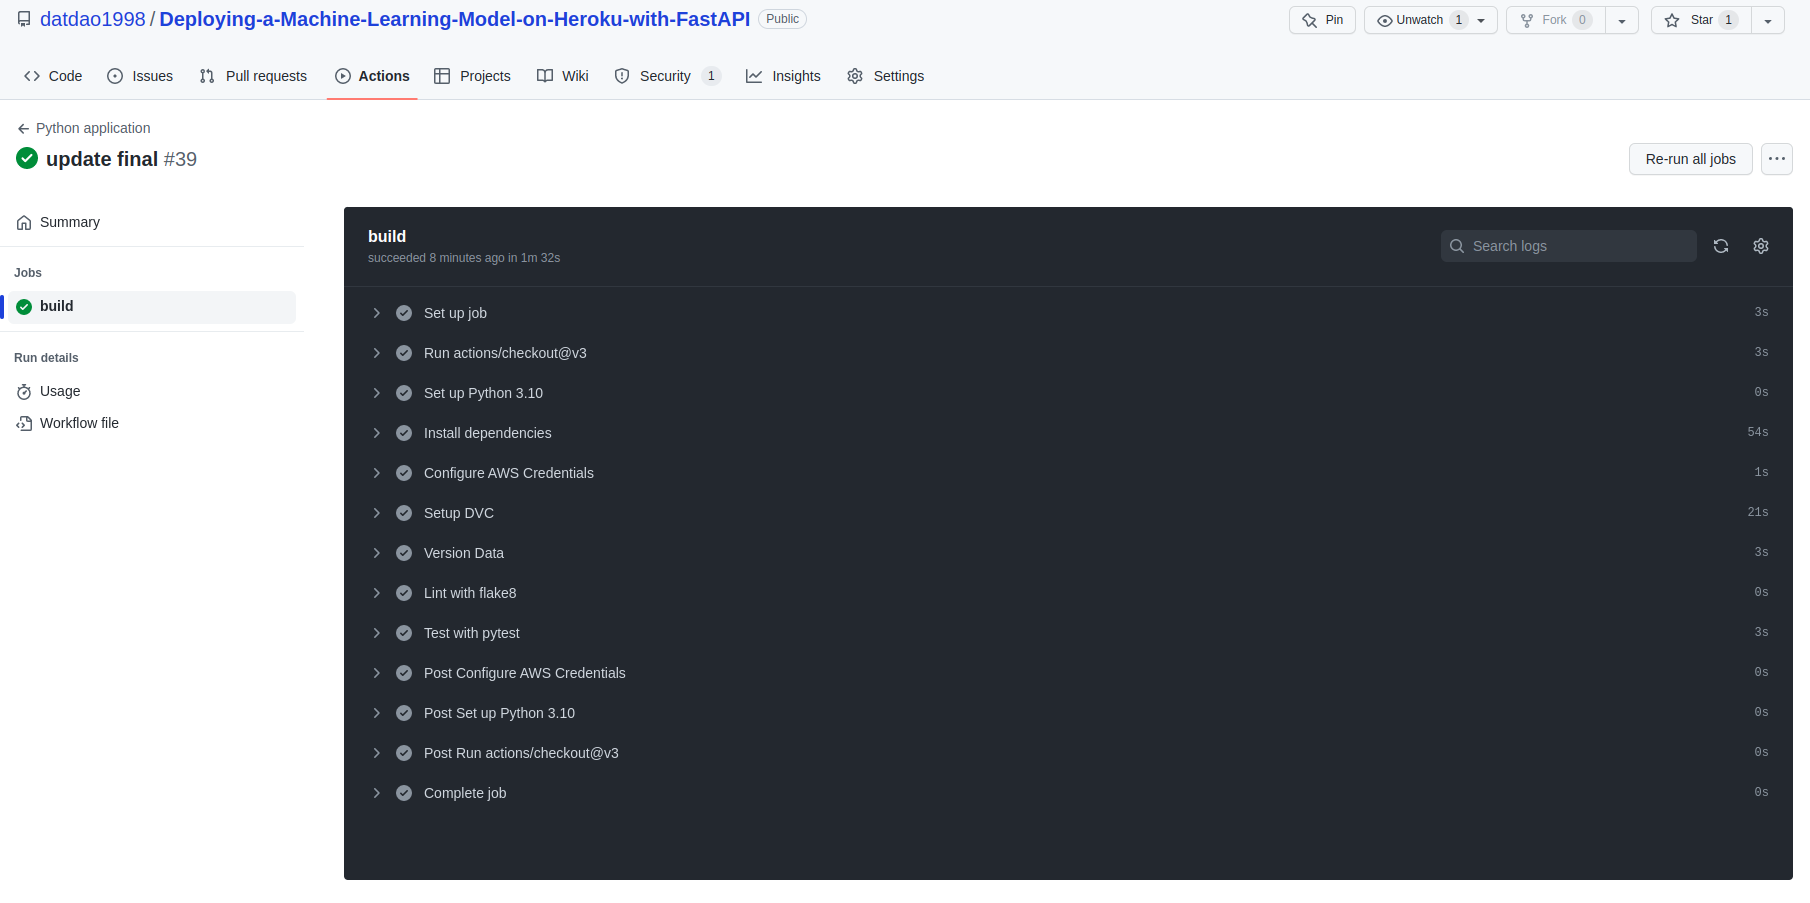 datdao1998 / Deploying-a-Machine-Learning-Model-on-Heroku-with-FastAPI Public
Pin Unwatch 1 Fork 0 Star 1
Code Issues Pull requests Actions Projects Wiki Security 1 Insights Settings
Python application
update final #39
Re-run all jobs
Summary
Jobs
build
Run details
Usage
Workflow file
build
succeeded 8 minutes ago in 1m 32s
Search logs
Set up job 3s
Run actions/checkout@v3 3s
Set up Python 3.10 0s
Install dependencies 54s
Configure AWS Credentials 1s
Setup DVC 21s
Version Data 3s
Lint with flake8 0s
Test with pytest 3s
Post Configure AWS Credentials 0s
Post Set up Python 3.10 0s
Post Run actions/checkout@v3 0s
Complete job 0s